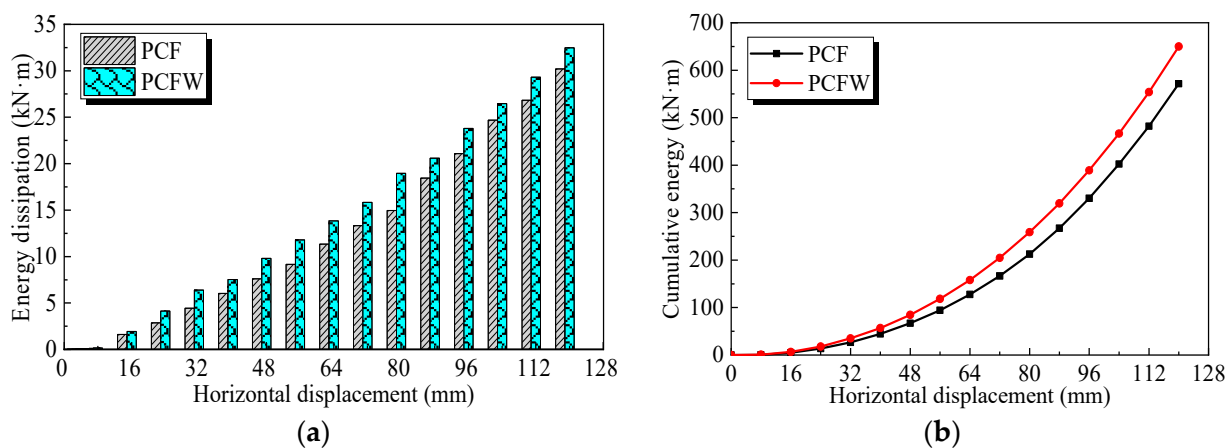 35
30
25
20
15
10
5
0
Energy dissipation (kN·m)
PCF
PCFW
0 16 32 48 64 80 96 112 128
Horizontal displacement (mm)
(a)
700
600
500
400
300
200
100
0
Cumulative energy (kN·m)
PCF
PCFW
0 16 32 48 64 80 96 112 128
Horizontal displacement (mm)
(b)